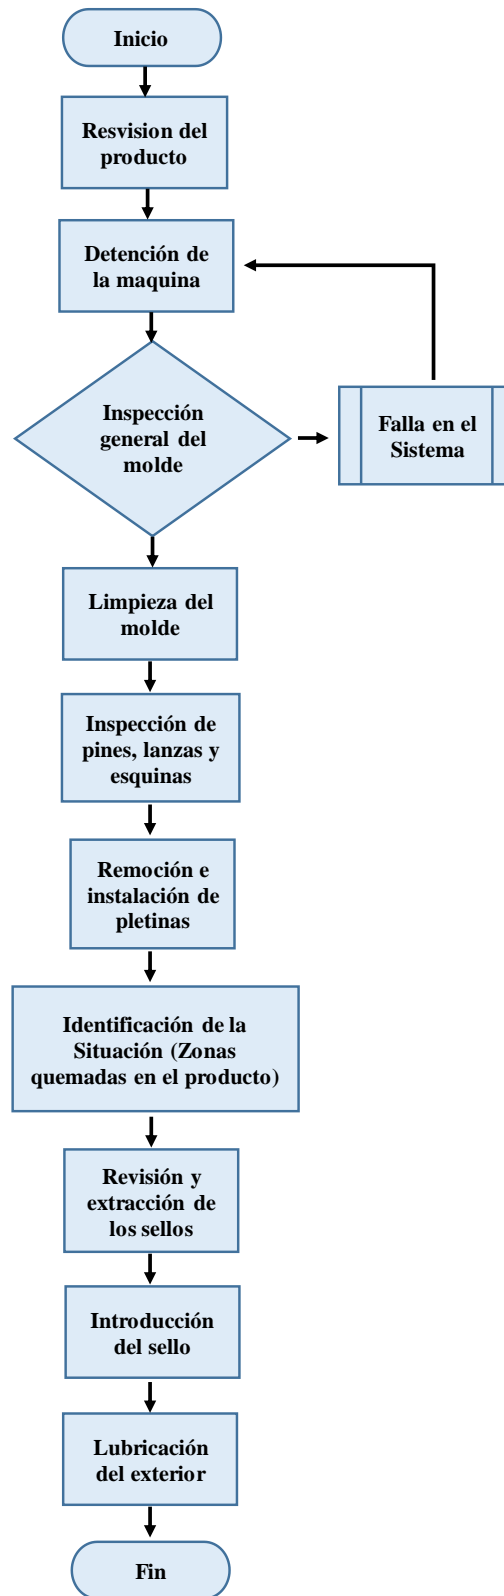 Inicio
Resvision del
producto
Detención de
la maquina
Inspección
general del
molde
Falla en el
Sistema
Limpieza del
molde
Inspección de
pines, lanzas y
esquinas
Remoción e
instalación de
pletinas
Identificación de la
Situación (Zonas
quemadas en el producto)
Revisión y
extracción de
los sellos
Introducción
del sello
Lubricación
del exterior
Fin